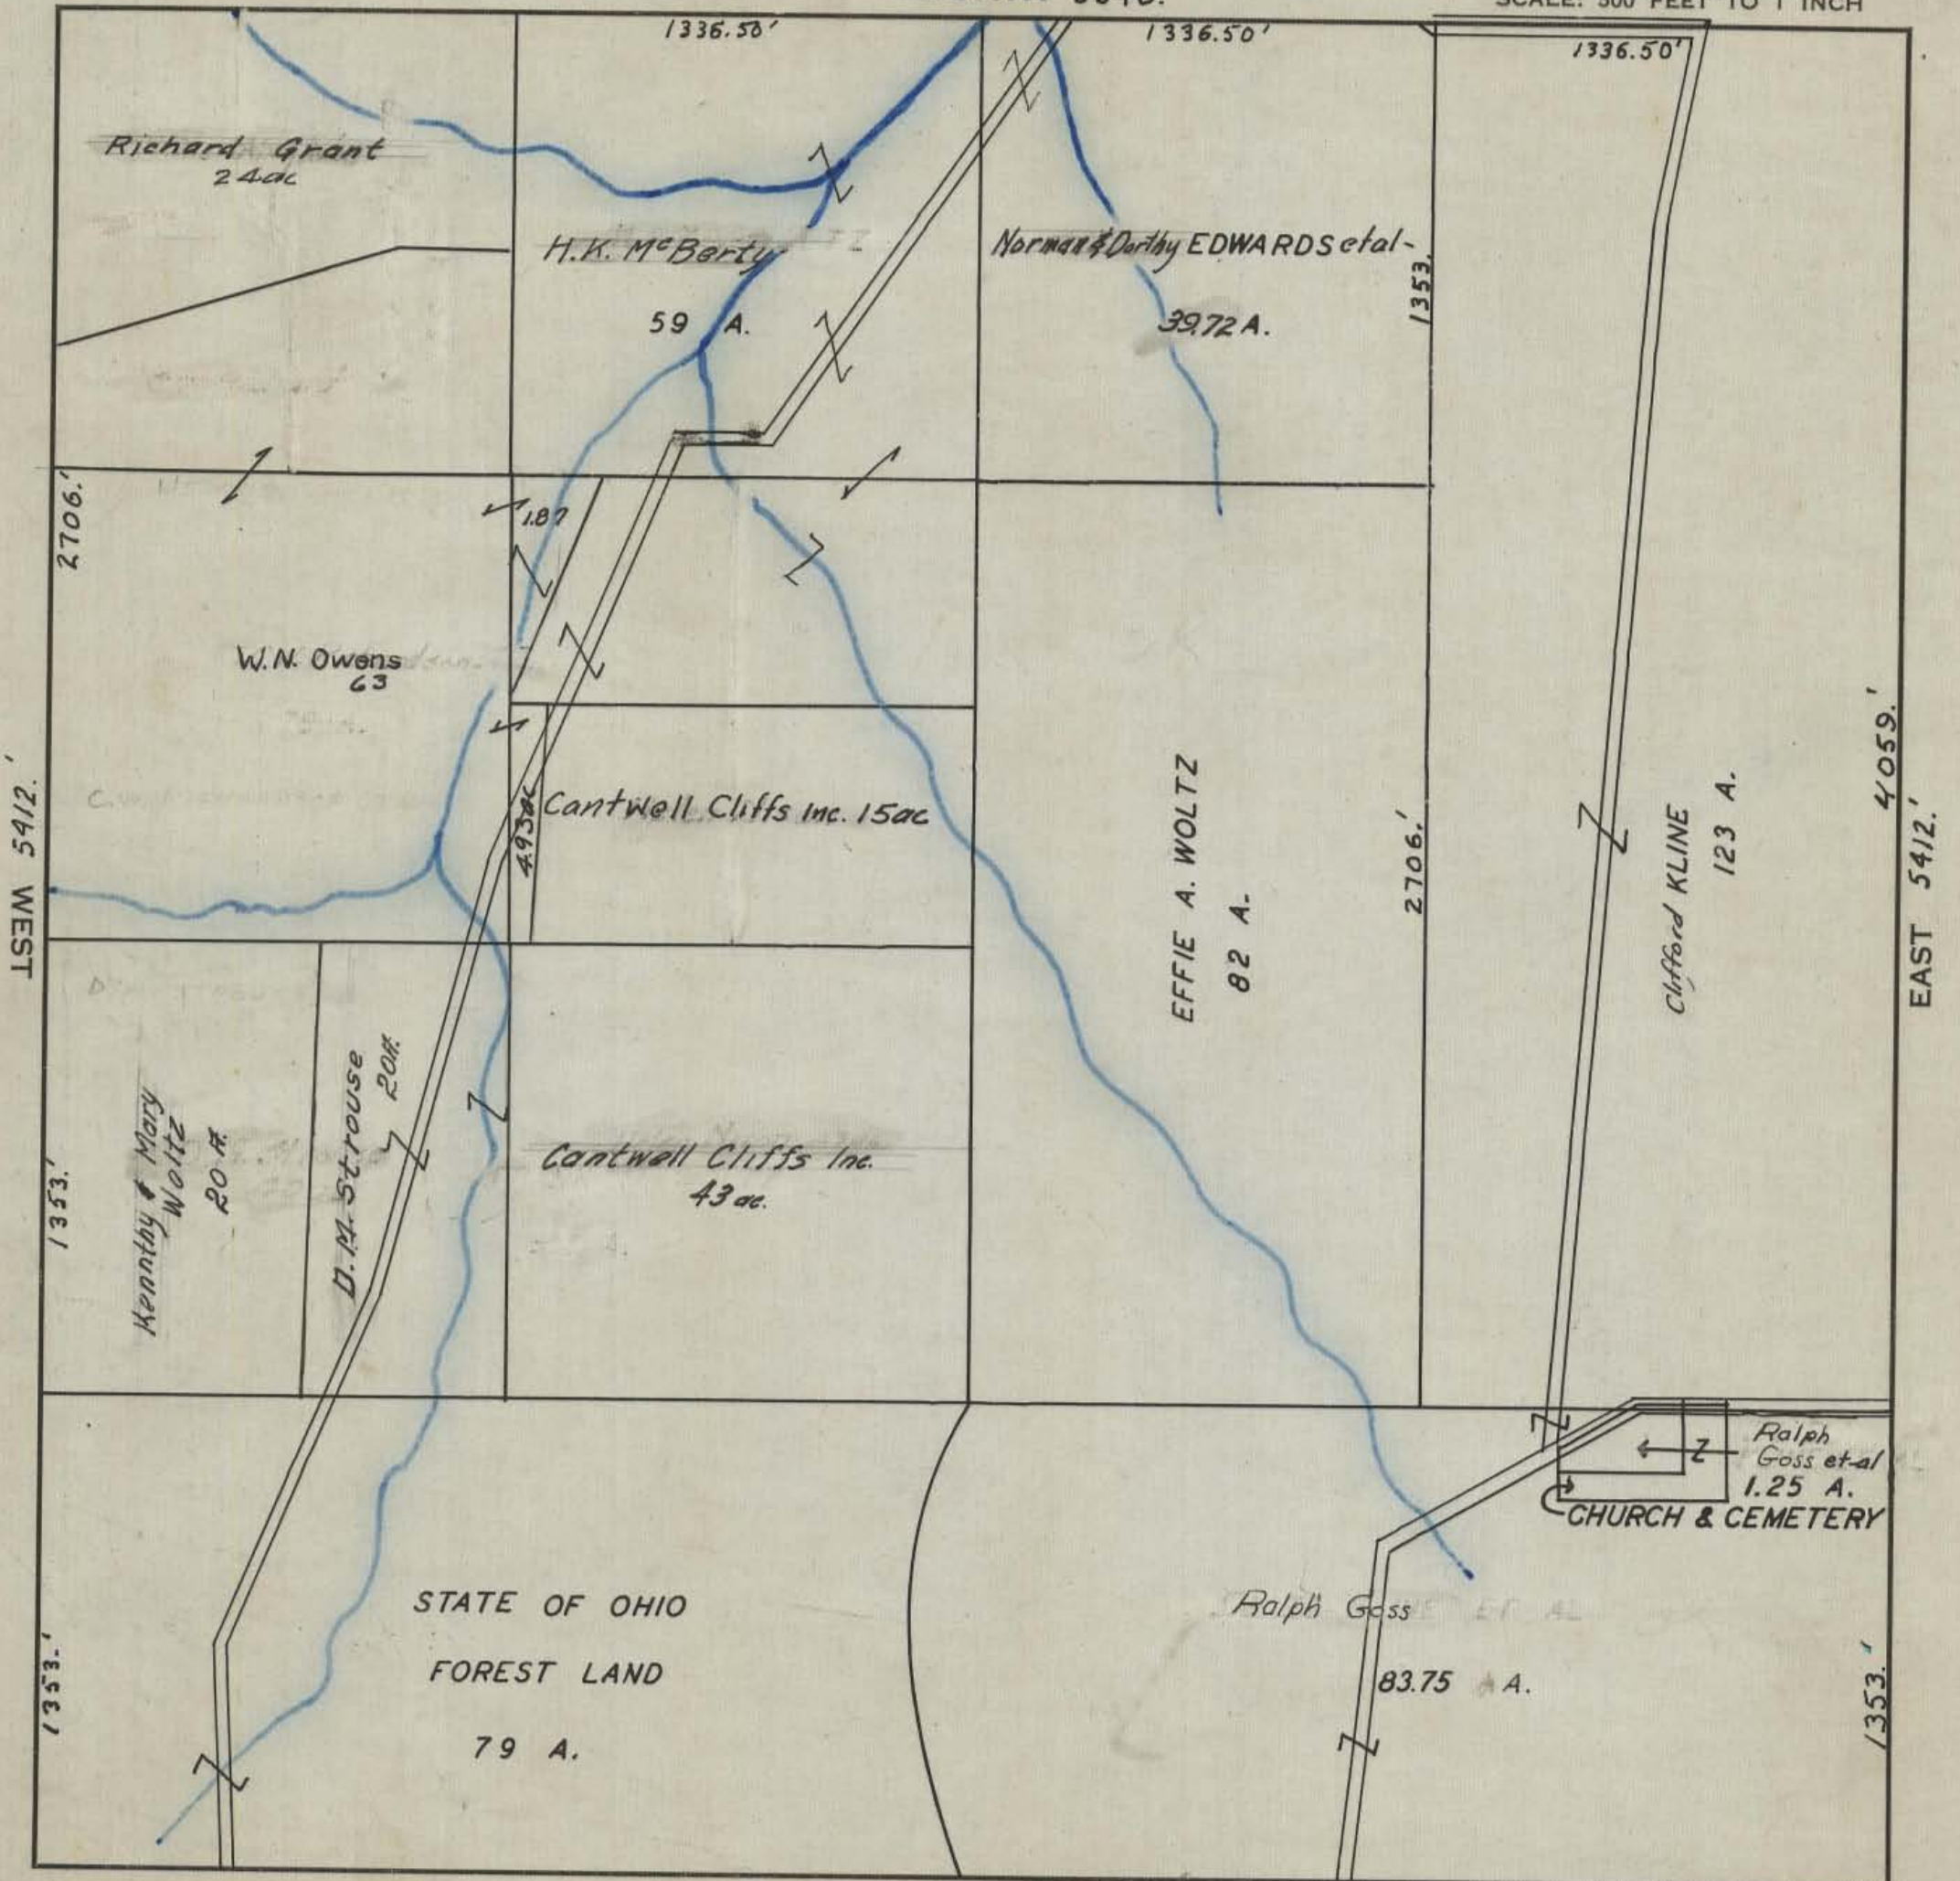 SCALE: 500 FEET TO 1 INCH
1336.50'
1336.50'
1336.50'
Richard Grant
24ac
H.K. McBerty
59 A.
Norman & Dorthy EDWARDS etal-
39.72 A.
1353.
2706.'
1.87
W.N. Owens
63
WEST 5412.'
4.93ac
Cantwell Cliffs Inc. 15ac
EFFIE A. WOLTZ
82 A.
2706.'
Clifford KLINE
123 A.
4059.'
EAST 5412.'
Kennthy & Mary
Woltz
20 A.
D.M. Strouse
20A.
1353.'
Cantwell Cliffs Inc.
43 ac.
Ralph
Goss et-al
1.25 A.
CHURCH & CEMETERY
STATE OF OHIO
FOREST LAND
79 A.
Ralph Goss
ET AL
83.75 A.
1353.'
1353.'